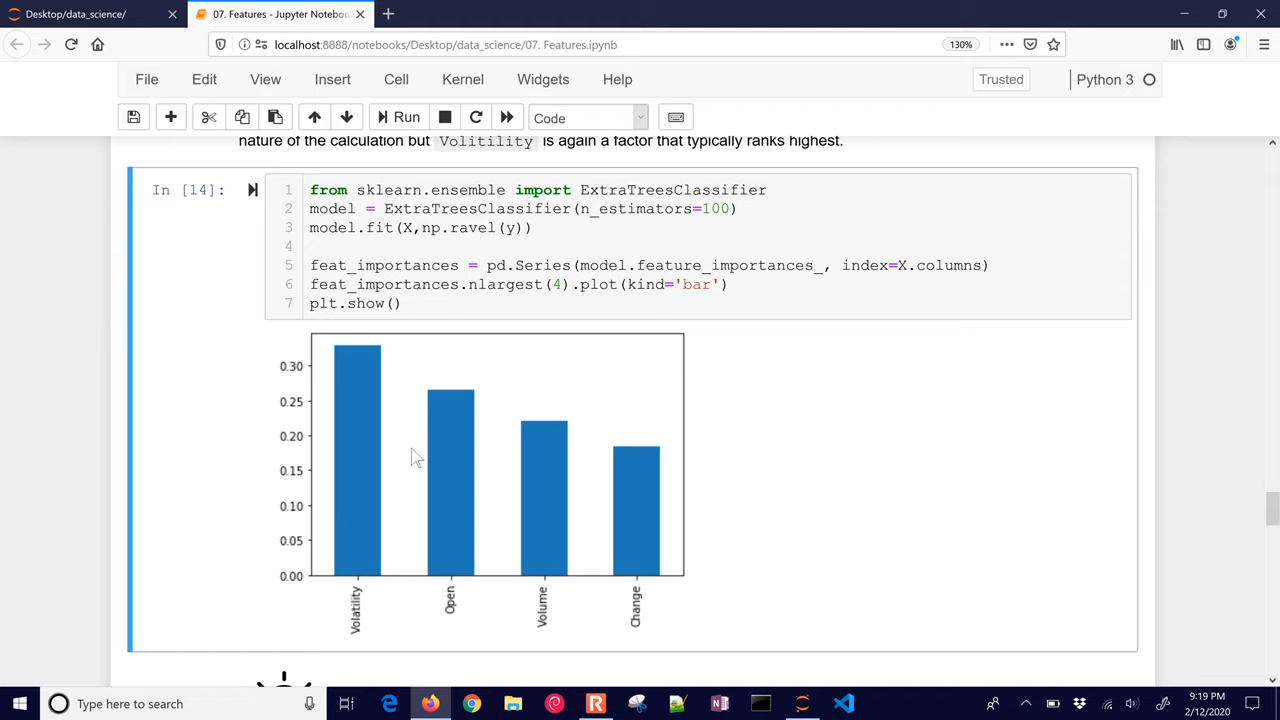 Desktop/data_science/
07. Features - Jupyter Noteboo
localhost:8888/notebooks/Desktop/data_science/07. Features.ipynb
130%
File Edit View Insert Cell Kernel Widgets Help
Trusted
Python 3
Run
Code
nature of the calculation but Volitility is again a factor that typically ranks highest.
In [14]:
1 from sklearn.ensemble import ExtraTreesClassifier
2 model = ExtraTreesClassifier(n_estimators=100)
3 model.fit(X,np.ravel(y))
4
5 feat_importances = pd.Series(model.feature_importances_, index=X.columns)
6 feat_importances.nlargest(4).plot(kind='bar')
7 plt.show()
0.30
0.25
0.20
0.15
0.10
0.05
0.00
Volatility
Open
Volume
Change
Type here to search
9:19 PM
2/12/2020